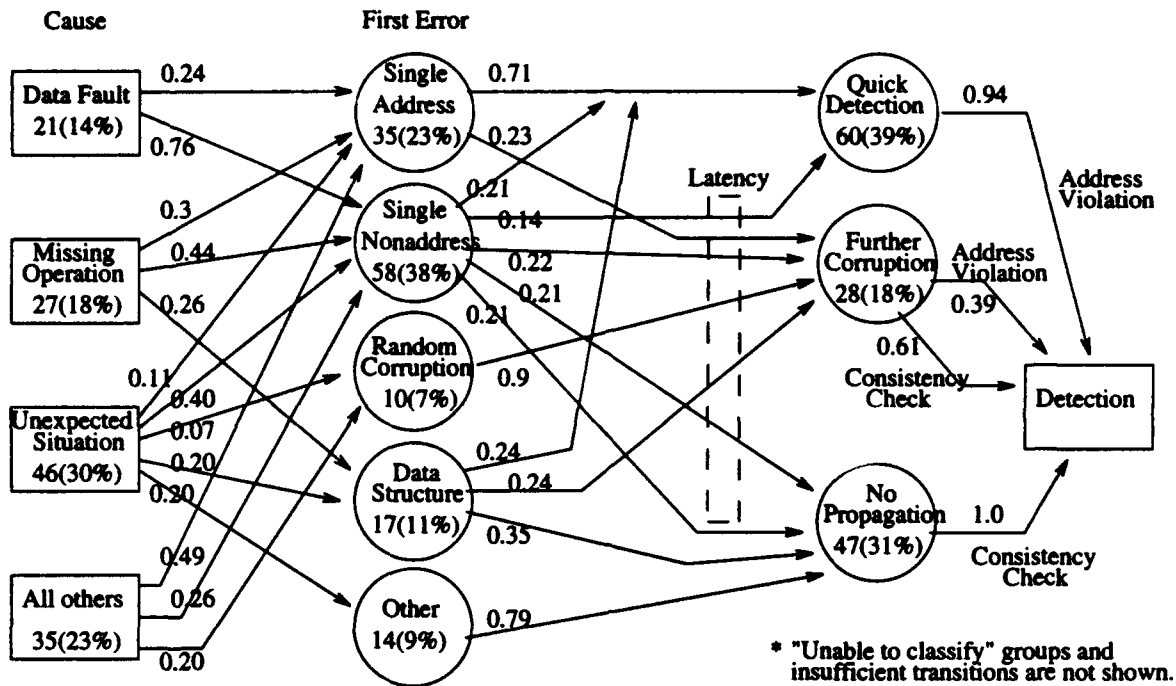 Cause
First Error
Data Fault
21(14%)
Missing
Operation
27(18%)
Unexpected
Situation
46(30%)
All others
35(23%)
0.24
0.76
0.3
0.44
0.26
0.11
0.40
0.07
0.20
0.20
0.49
0.26
0.20
Single
Address
35(23%)
Single
Nonaddress
58(38%)
Random
Corruption
10(7%)
Data
Structure
17(11%)
Other
14(9%)
0.71
0.23
0.21
0.14
0.22
0.21
0.21
0.9
0.24
0.24
0.35
0.79
Latency
Quick
Detection
60(39%)
Further
Corruption
28(18%)
No
Propagation
47(31%)
0.94
Address
Violation
Address
Violation
0.39
0.61
Consistency
Check
1.0
Consistency
Check
Detection
* "Unable to classify" groups and
insufficient transitions are not shown.